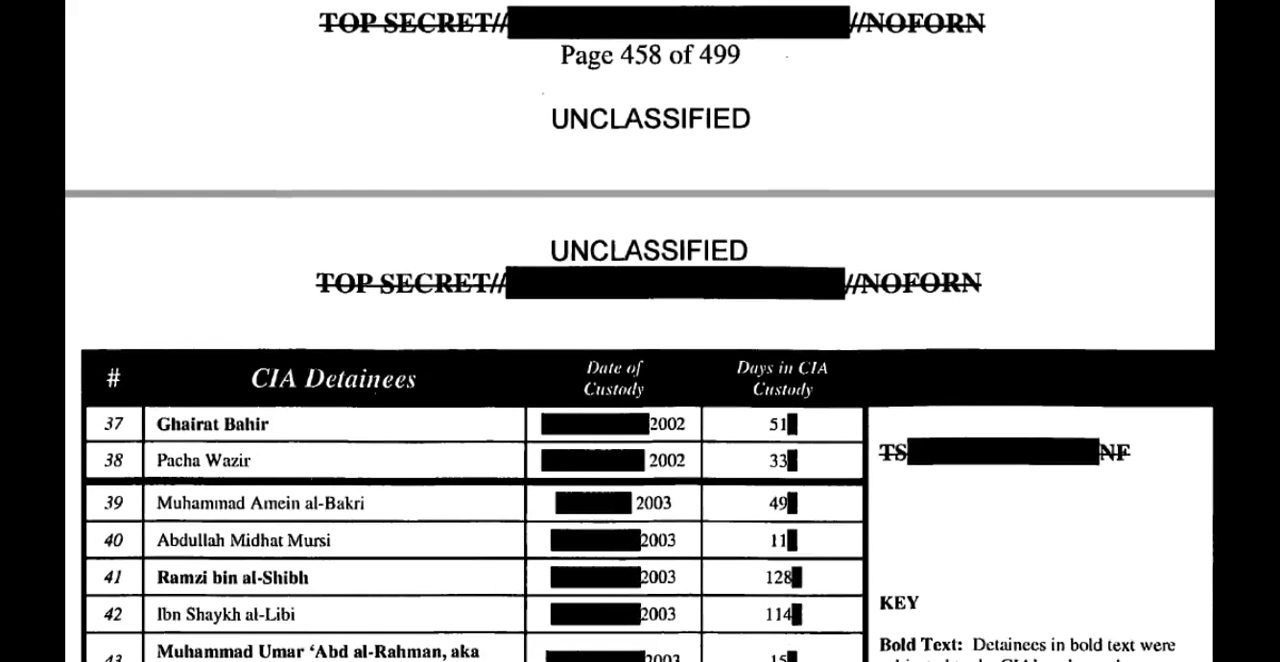 TOP SECRET// //NOFORN
Page 458 of 499
UNCLASSIFIED
UNCLASSIFIED
TOP SECRET// //NOFORN
# CIA Detainees Date of Custody Days in CIA Custody
37 Ghairat Bahir 2002 51
TS NF
38 Pacha Wazir 2002 33
39 Muhammad Amein al-Bakri 2003 49
40 Abdullah Midhat Mursi 2003 11
41 Ramzi bin al-Shibh 2003 128
42 Ibn Shaykh al-Libi 2003 114
KEY
Bold Text: Detainees in bold text were
Muhammad Umar ‘Abd al-Rahman, aka